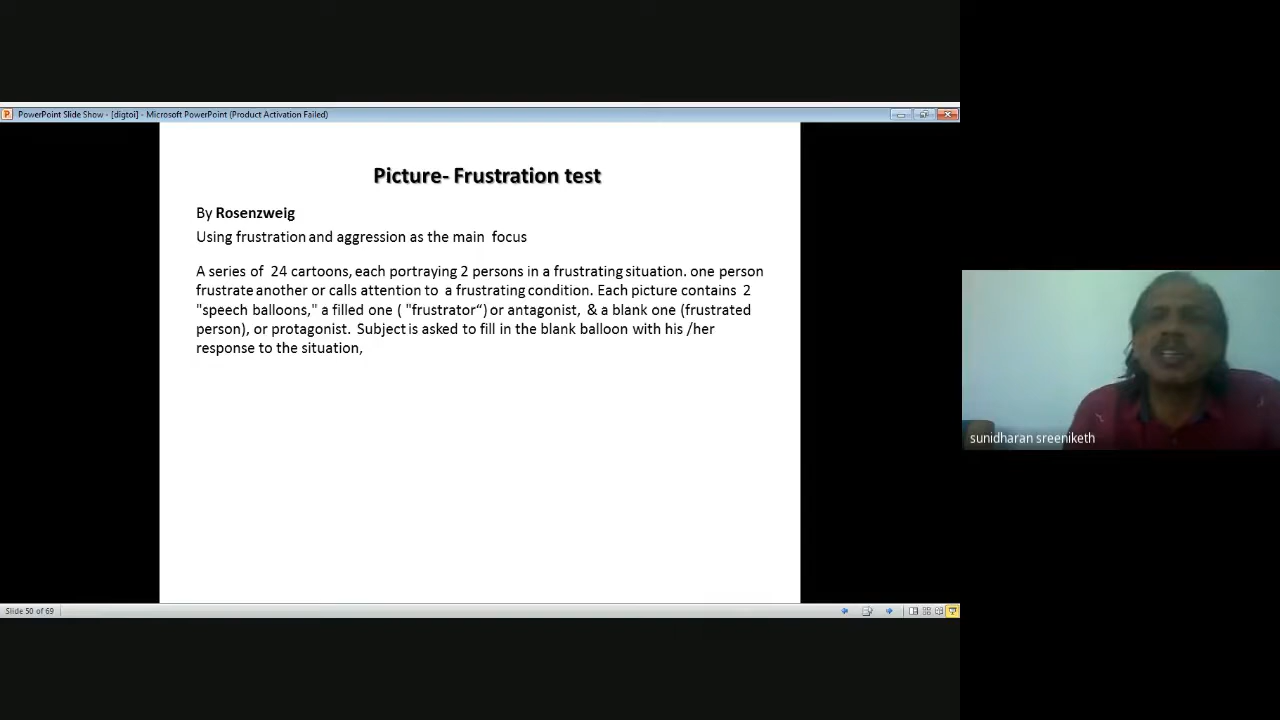 PowerPoint Slide Show - [digtoi] - Microsoft PowerPoint (Product Activation Failed)
Picture- Frustration test
By Rosenzweig
Using frustration and aggression as the main focus
A series of 24 cartoons, each portraying 2 persons in a frustrating situation. one person
frustrate another or calls attention to a frustrating condition. Each picture contains 2
"speech balloons," a filled one ( "frustrator“) or antagonist, & a blank one (frustrated
person), or protagonist. Subject is asked to fill in the blank balloon with his /her
response to the situation,
sunidharan sreeniketh
Slide 50 of 69